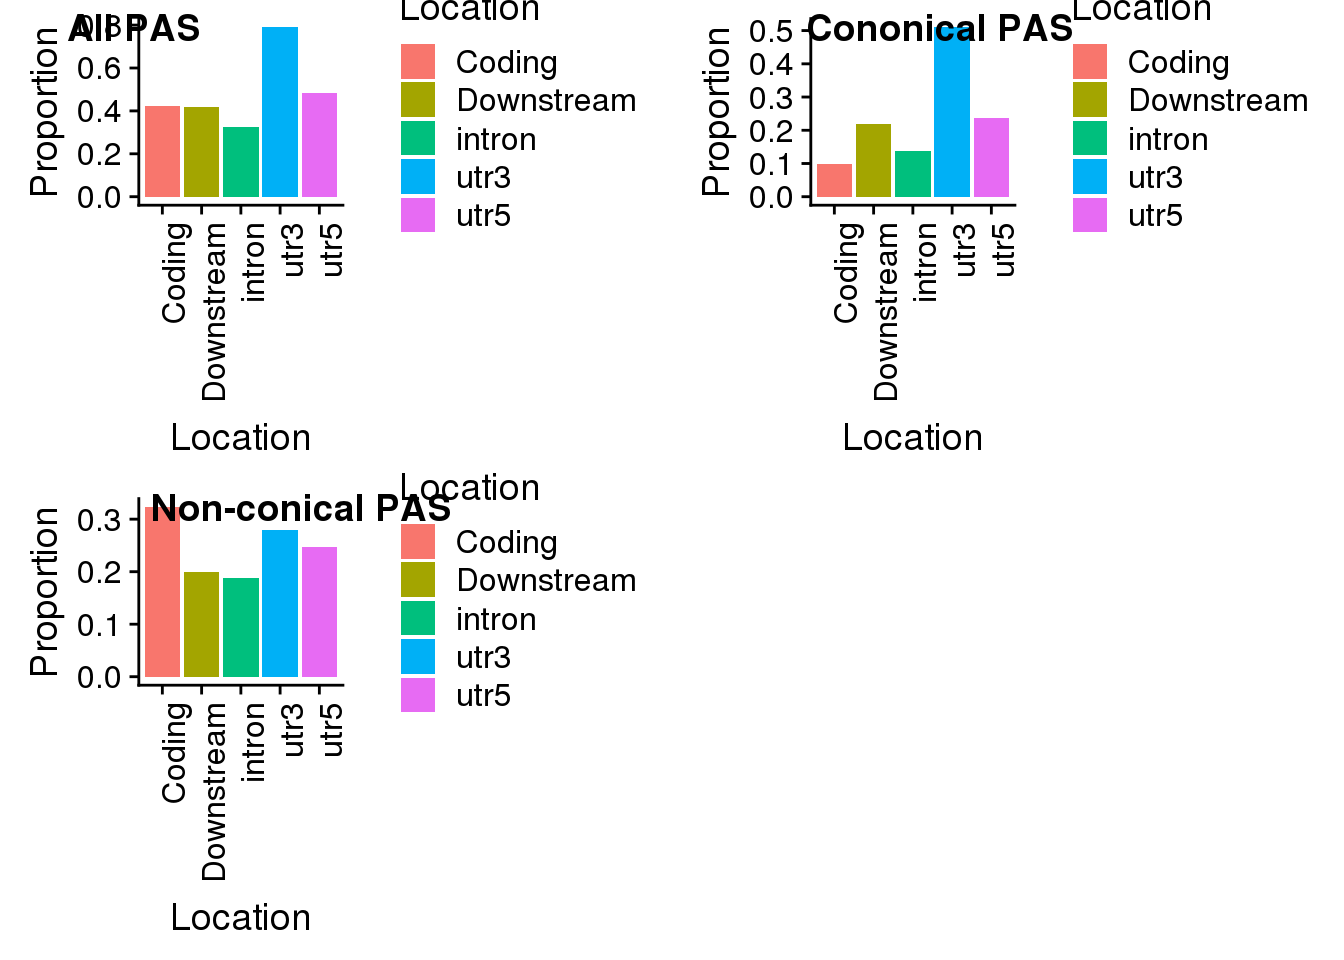 All PAS
Location
Proportion
0.8
0.6
0.4
0.2
0.0
Coding
Downstream
intron
utr3
utr5
Location
Coding
Downstream
intron
utr3
utr5
Cononical PAS
Location
Proportion
0.5
0.4
0.3
0.2
0.1
0.0
Coding
Downstream
intron
utr3
utr5
Location
Coding
Downstream
intron
utr3
utr5
Non-conical PAS
Location
Proportion
0.3
0.2
0.1
0.0
Coding
Downstream
intron
utr3
utr5
Location
Coding
Downstream
intron
utr3
utr5